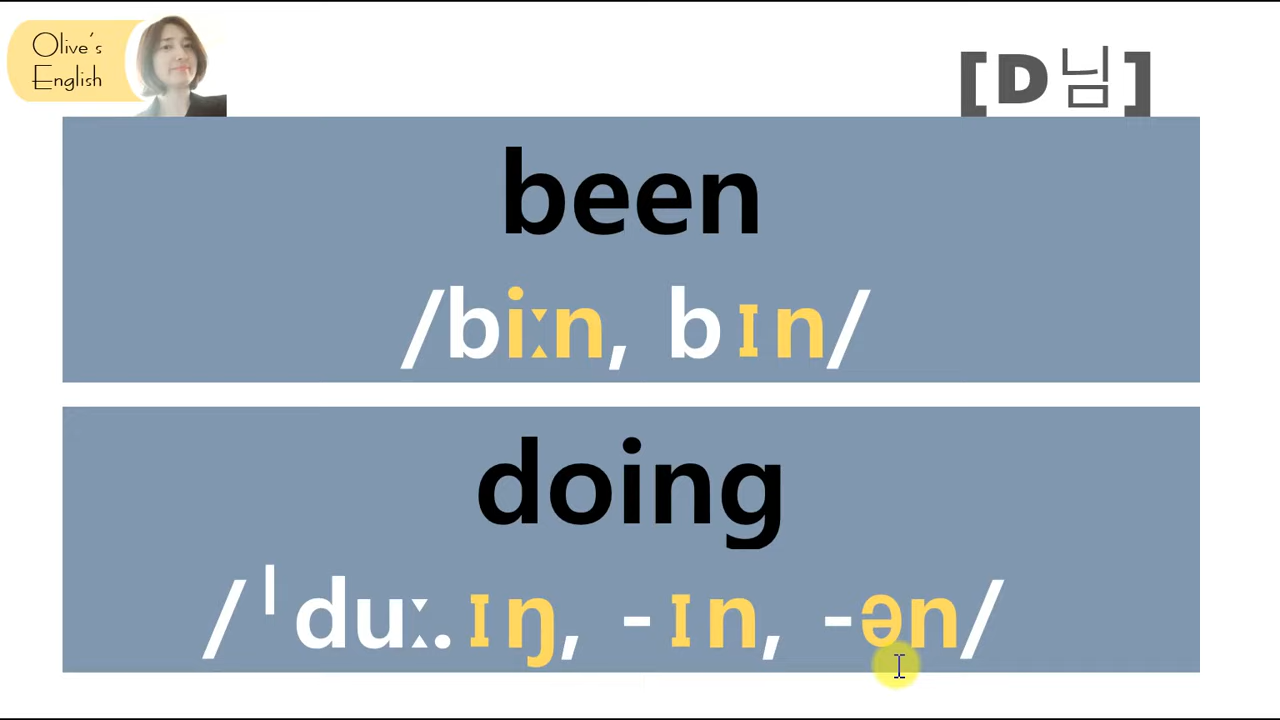 Olive's
English
[D님]
been
/biːn, bɪn/
doing
/ˈduː.ɪŋ, -ɪn, -ən/